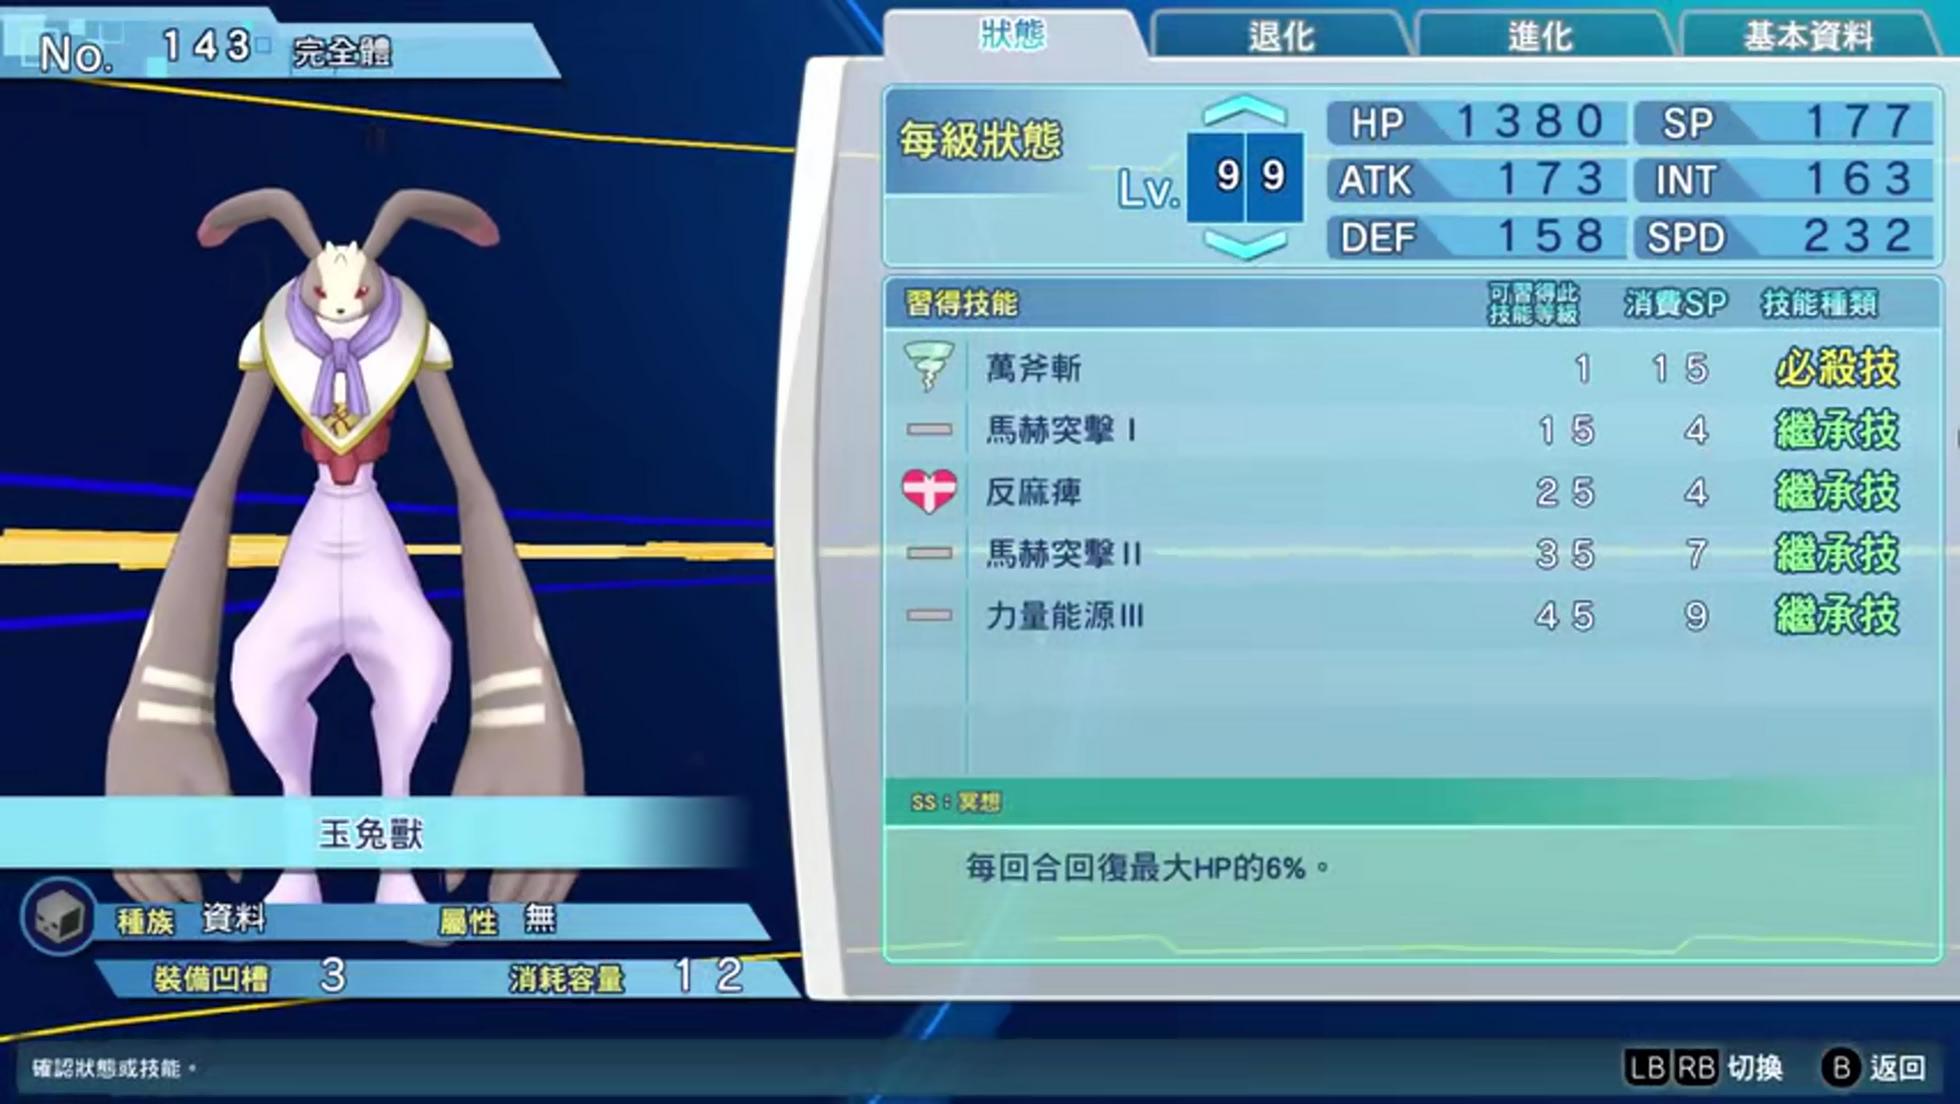 No. 143 完全體
狀態 退化 進化 基本資料
每級狀態 Lv. 99
HP 1380 SP 177
ATK 173 INT 163
DEF 158 SPD 232
習得技能 可習得此技能等級 消費SP 技能種類
萬斧斬 1 15 必殺技
馬赫突擊 I 15 4 繼承技
反麻痺 25 4 繼承技
馬赫突擊 II 35 7 繼承技
力量能源III 45 9 繼承技
SS：冥想
每回合回復最大HP的6%。
玉兔獸
種族 資料 屬性 無
裝備凹槽 3 消耗容量 12
確認狀態或技能。
LB RB 切換 B 返回